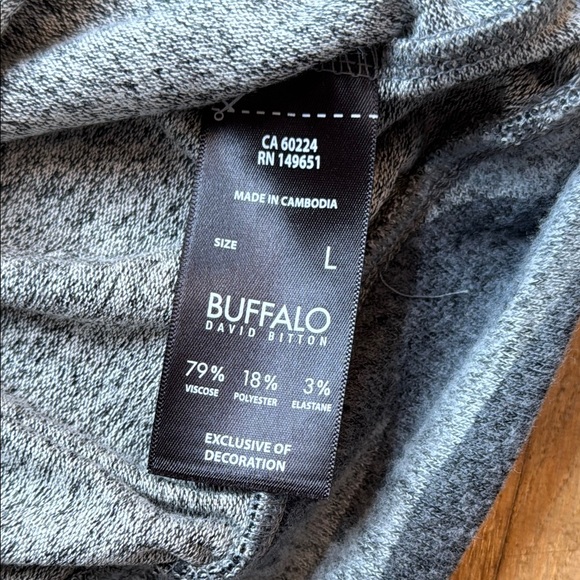 CA 60224
RN 149651
MADE IN CAMBODIA
SIZE L
BUFFALO
DAVID BITTON
79% 18% 3%
VISCOSE POLYESTER ELASTANE
EXCLUSIVE OF
DECORATION